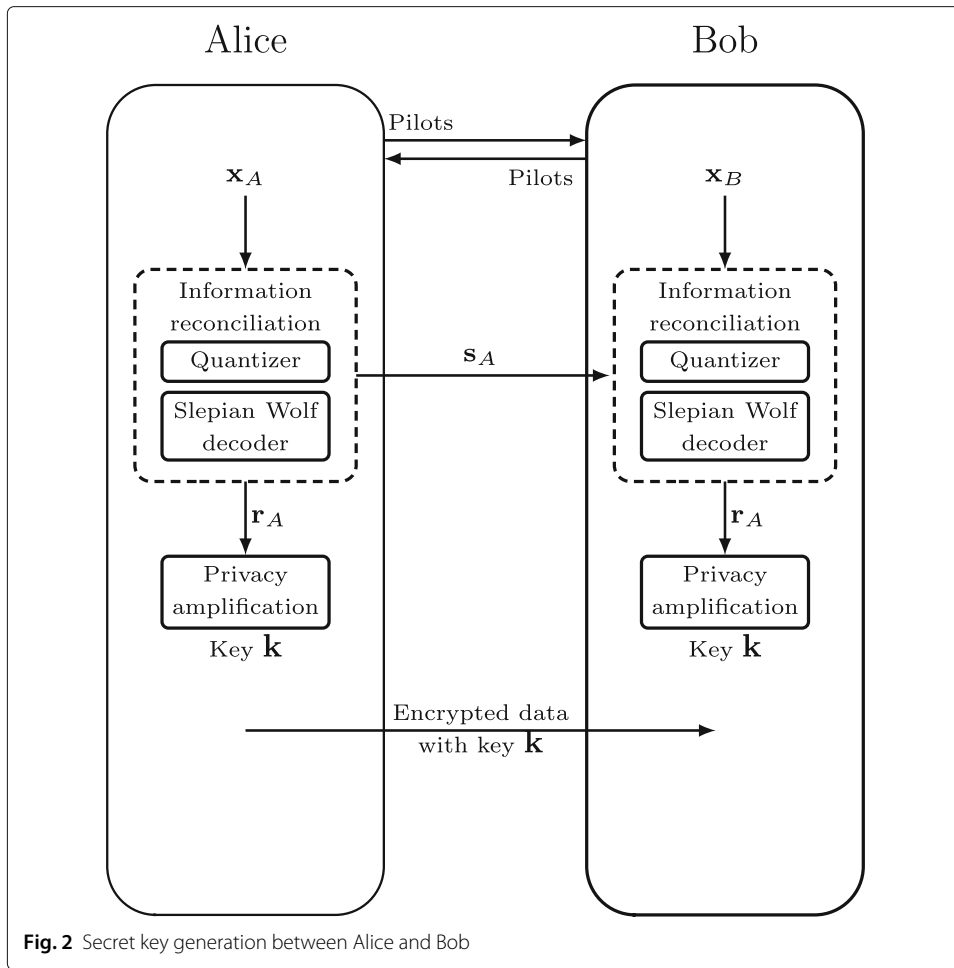 Alice
Bob
Pilots
Pilots
x_A
x_B
Information
reconciliation
Quantizer
Slepian Wolf
decoder
s_A
Information
reconciliation
Quantizer
Slepian Wolf
decoder
r_A
r_A
Privacy
amplification
Key k
Privacy
amplification
Key k
Encrypted data
with key k
Fig. 2 Secret key generation between Alice and Bob